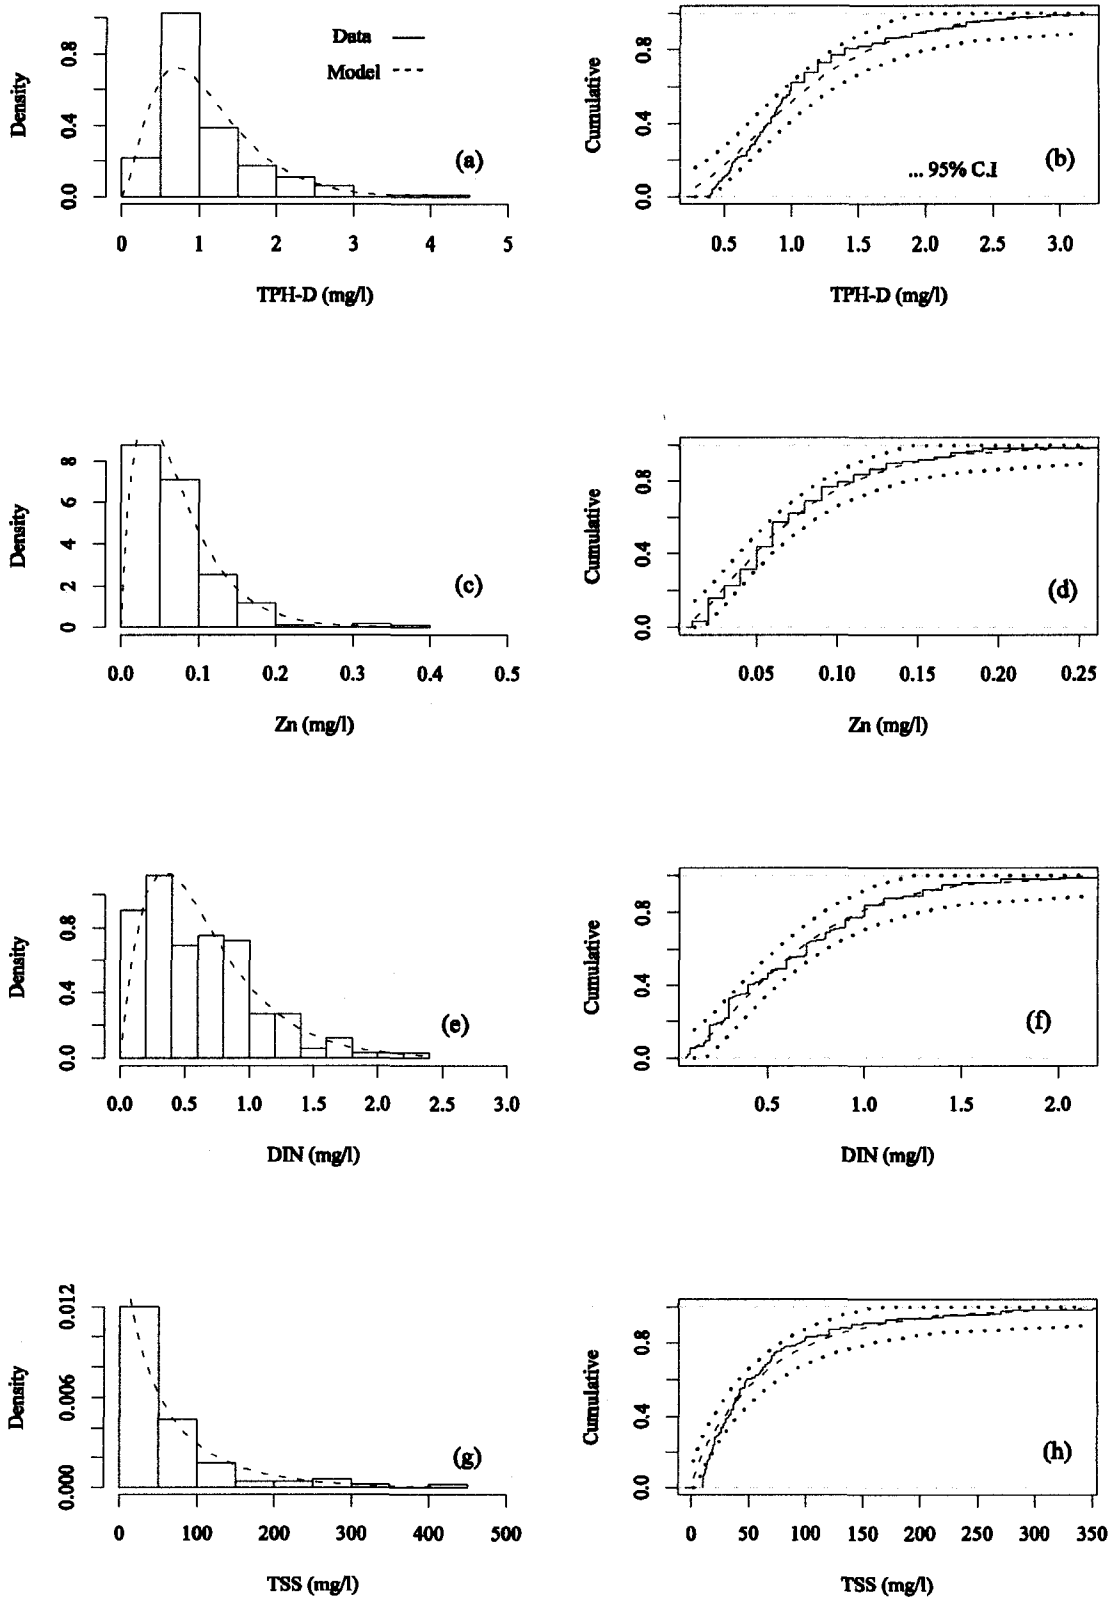 Density
0.0 0.4 0.8
Data
Model
(a)
0 1 2 3 4 5
TPH-D (mg/l)
Cumulative
0.0 0.4 0.8
(b)
... 95% C.I
0.5 1.0 1.5 2.0 2.5 3.0
TPH-D (mg/l)
Density
0 2 4 6 8
(c)
0.0 0.1 0.2 0.3 0.4 0.5
Zn (mg/l)
Cumulative
0.0 0.4 0.8
(d)
0.05 0.10 0.15 0.20 0.25
Zn (mg/l)
Density
0.0 0.4 0.8
(e)
0.0 0.5 1.0 1.5 2.0 2.5 3.0
DIN (mg/l)
Cumulative
0.0 0.4 0.8
(f)
0.5 1.0 1.5 2.0
DIN (mg/l)
Density
0.000 0.006 0.012
(g)
0 100 200 300 400 500
TSS (mg/l)
Cumulative
0.0 0.4 0.8
(h)
0 50 100 150 200 250 300 350
TSS (mg/l)